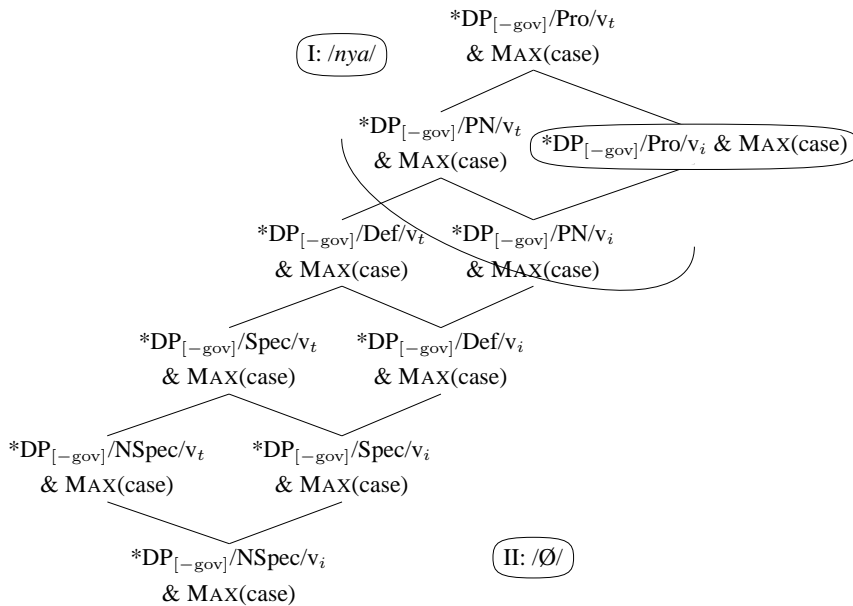 *DP[−gov]/Pro/vt
I: /nya/
& MAX(case)
*DP[−gov]/PN/vt
& MAX(case)
*DP[−gov]/Pro/vi & MAX(case)
*DP[−gov]/Def/vt
& MAX(case)
*DP[−gov]/PN/vi
& MAX(case)
*DP[−gov]/Spec/vt
& MAX(case)
*DP[−gov]/Def/vi
& MAX(case)
*DP[−gov]/NSpec/vt
& MAX(case)
*DP[−gov]/Spec/vi
& MAX(case)
*DP[−gov]/NSpec/vi
& MAX(case)
II: /Ø/